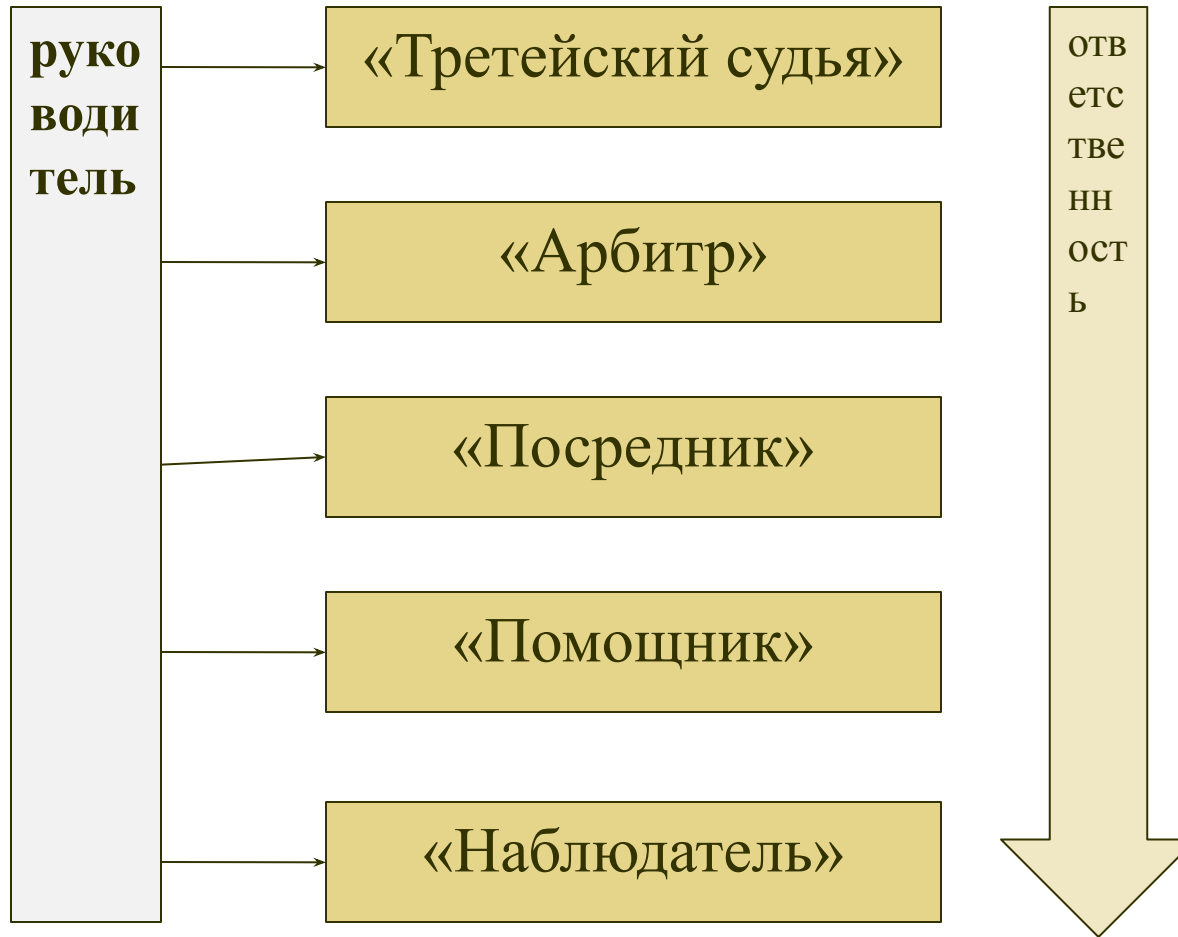 руко
води
тель
«Третейский судья»
«Арбитр»
«Посредник»
«Помощник»
«Наблюдатель»
отв
етс
тве
нн
ост
ь